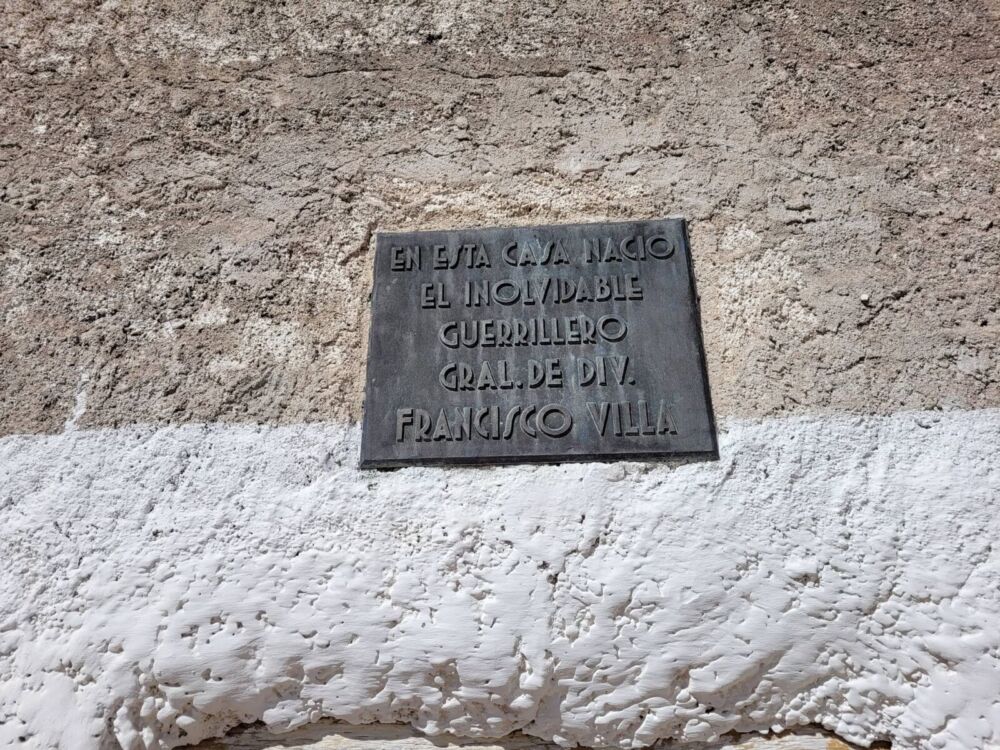 EN ESTA CASA NACIO
EL INOLVIDABLE
GUERRILLERO
GRAL. DE DIV.
FRANCISCO VILLA